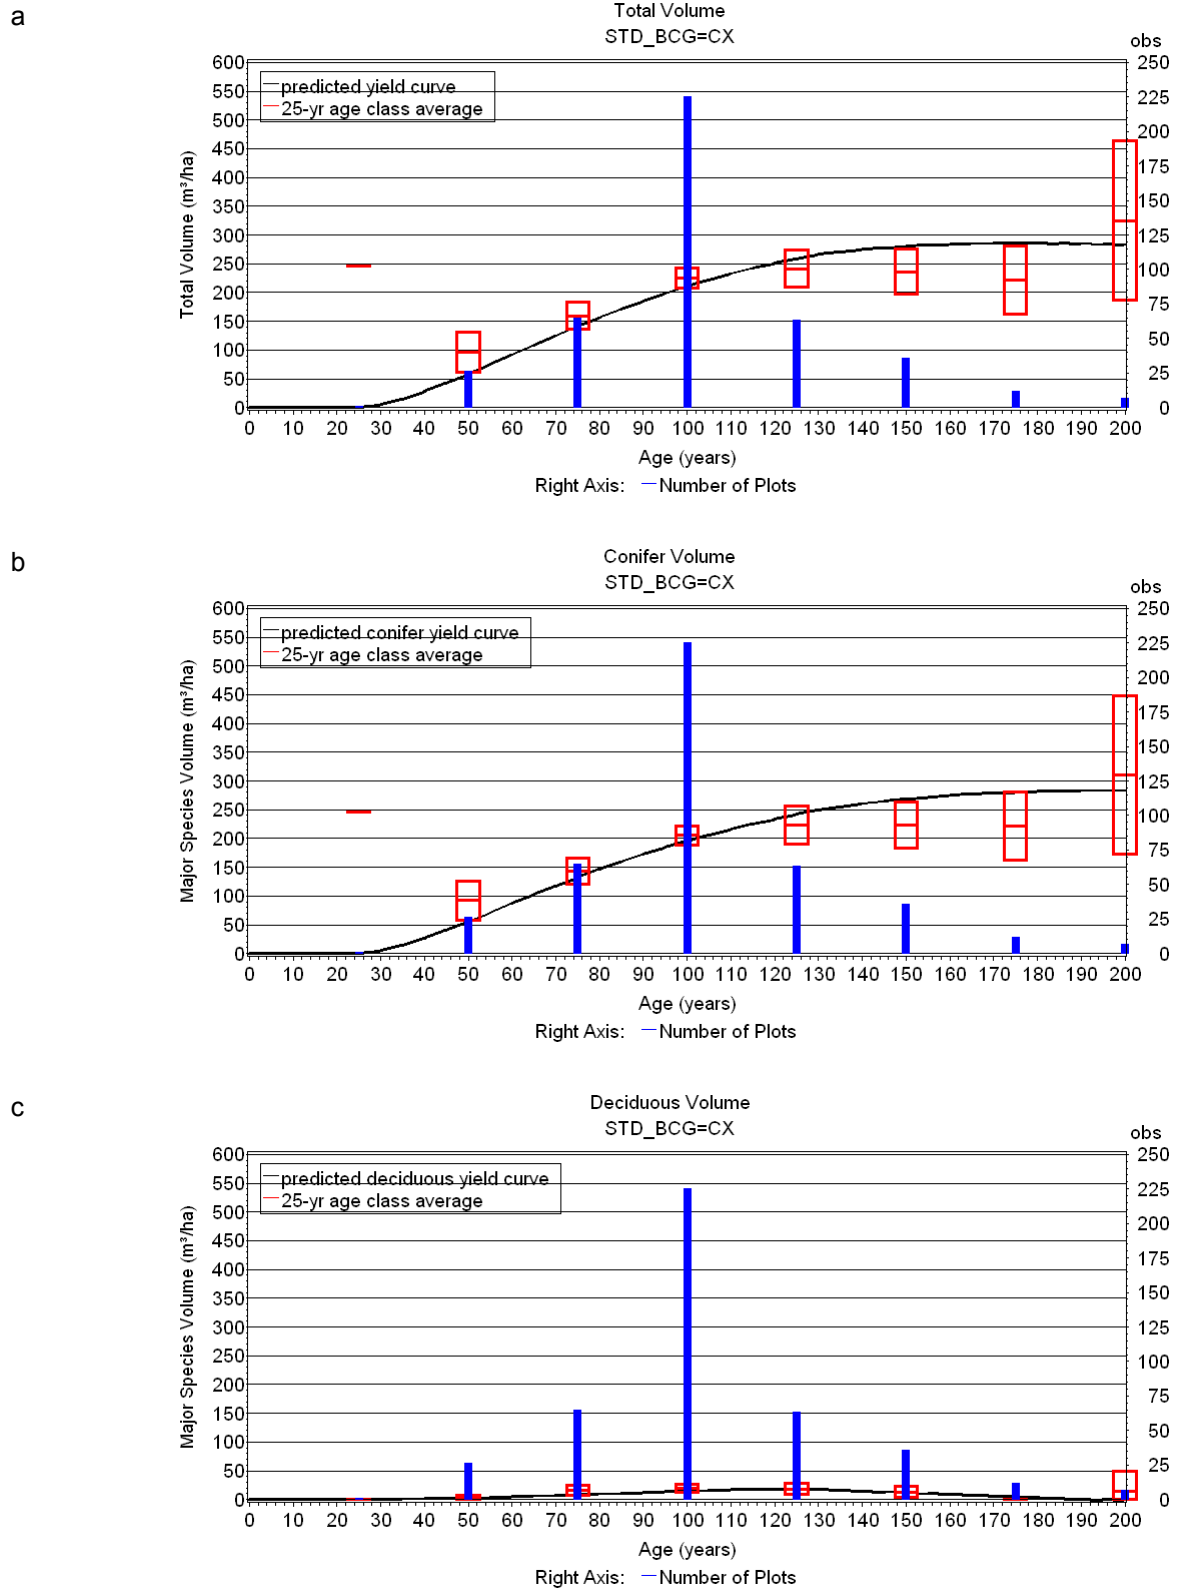 a
Total Volume
STD_BCG=CX
obs
predicted yield curve
25-yr age class average
Total Volume (m³/ha)
600
550
500
450
400
350
300
250
200
150
100
50
0
250
225
200
175
150
125
100
75
50
25
0
0 10 20 30 40 50 60 70 80 90 100 110 120 130 140 150 160 170 180 190 200
Age (years)
Right Axis: Number of Plots
b
Conifer Volume
STD_BCG=CX
obs
predicted conifer yield curve
25-yr age class average
Major Species Volume (m³/ha)
600
550
500
450
400
350
300
250
200
150
100
50
0
250
225
200
175
150
125
100
75
50
25
0
0 10 20 30 40 50 60 70 80 90 100 110 120 130 140 150 160 170 180 190 200
Age (years)
Right Axis: Number of Plots
c
Deciduous Volume
STD_BCG=CX
obs
predicted deciduous yield curve
25-yr age class average
Major Species Volume (m³/ha)
600
550
500
450
400
350
300
250
200
150
100
50
0
250
225
200
175
150
125
100
75
50
25
0
0 10 20 30 40 50 60 70 80 90 100 110 120 130 140 150 160 170 180 190 200
Age (years)
Right Axis: Number of Plots